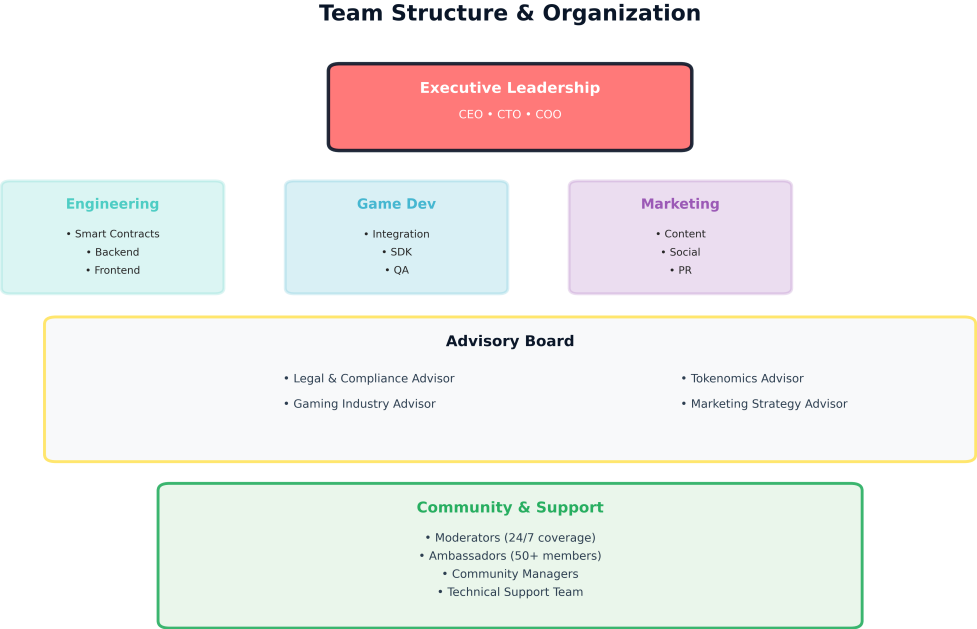 Team Structure & Organization
Executive Leadership
CEO • CTO • COO
Engineering
• Smart Contracts
• Backend
• Frontend
Game Dev
• Integration
• SDK
• QA
Marketing
• Content
• Social
• PR
Advisory Board
• Legal & Compliance Advisor
• Gaming Industry Advisor
• Tokenomics Advisor
• Marketing Strategy Advisor
Community & Support
• Moderators (24/7 coverage)
• Ambassadors (50+ members)
• Community Managers
• Technical Support Team